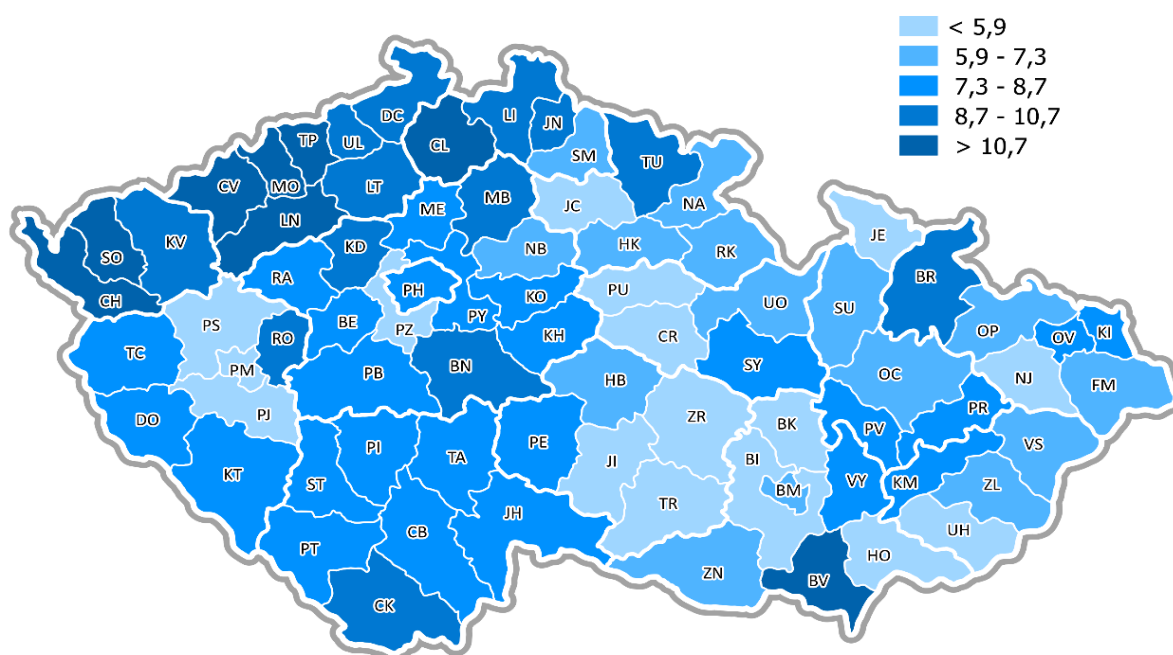 < 5,9
5,9 - 7,3
7,3 - 8,7
8,7 - 10,7
> 10,7
DC
LI
JN
TP
UL
CL
SM
TU
CV
MO
LT
MB
JC
NA
LN
ME
KV
SO
KD
NB
HK
RK
JE
RA
PH
BR
CH
KO
PU
UO
SU
PS
BE
PZ
PY
RO
KH
CR
OP
OV
KI
TC
PM
PB
BN
SY
OC
NJ
FM
HB
PJ
DO
PR
ZR
BK
PV
VS
PI
PE
TA
KT
ST
JI
BI
VY
KM
ZL
BM
TR
JH
CB
UH
PT
HO
ZN
BV
CK